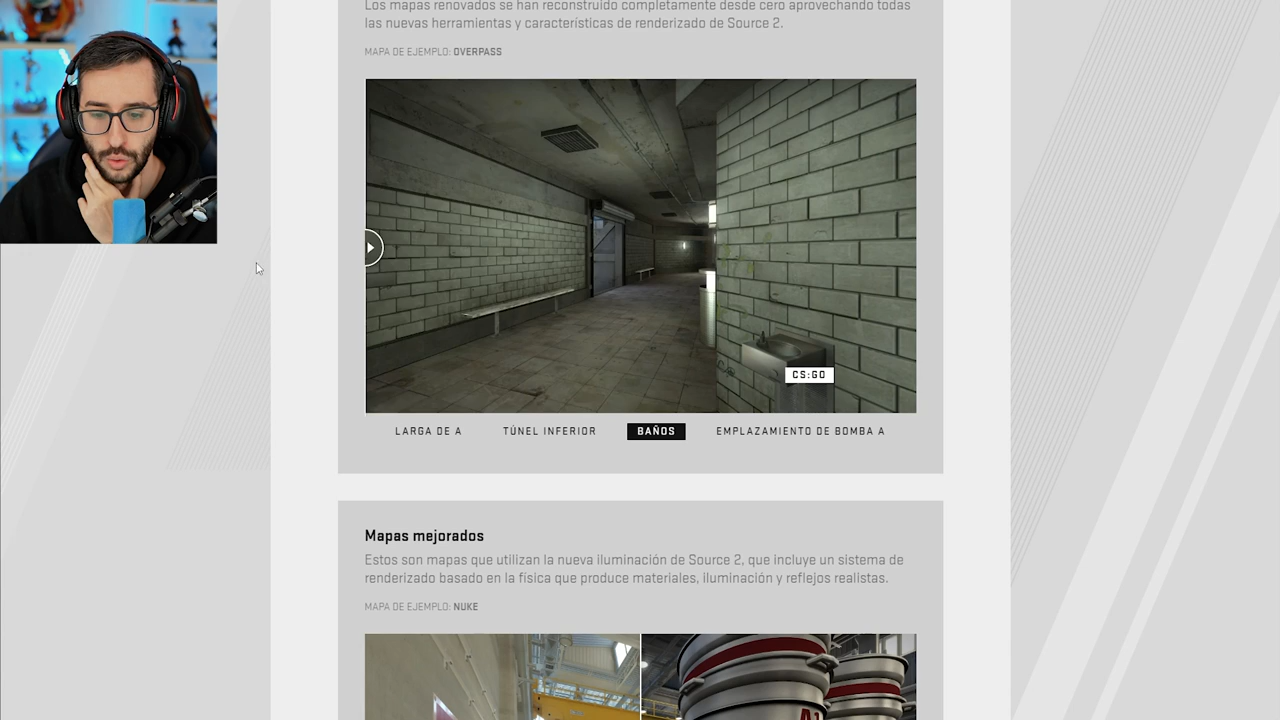 Los mapas renovados se han reconstruido completamente desde cero aprovechando todas
las nuevas herramientas y características de renderizado de Source 2.
MAPA DE EJEMPLO: OVERPASS
CS:GO
LARGA DE A
TÚNEL INFERIOR
BAÑOS
EMPLAZAMIENTO DE BOMBA A
Mapas mejorados
Estos son mapas que utilizan la nueva iluminación de Source 2, que incluye un sistema de
renderizado basado en la física que produce materiales, iluminación y reflejos realistas.
MAPA DE EJEMPLO: NUKE